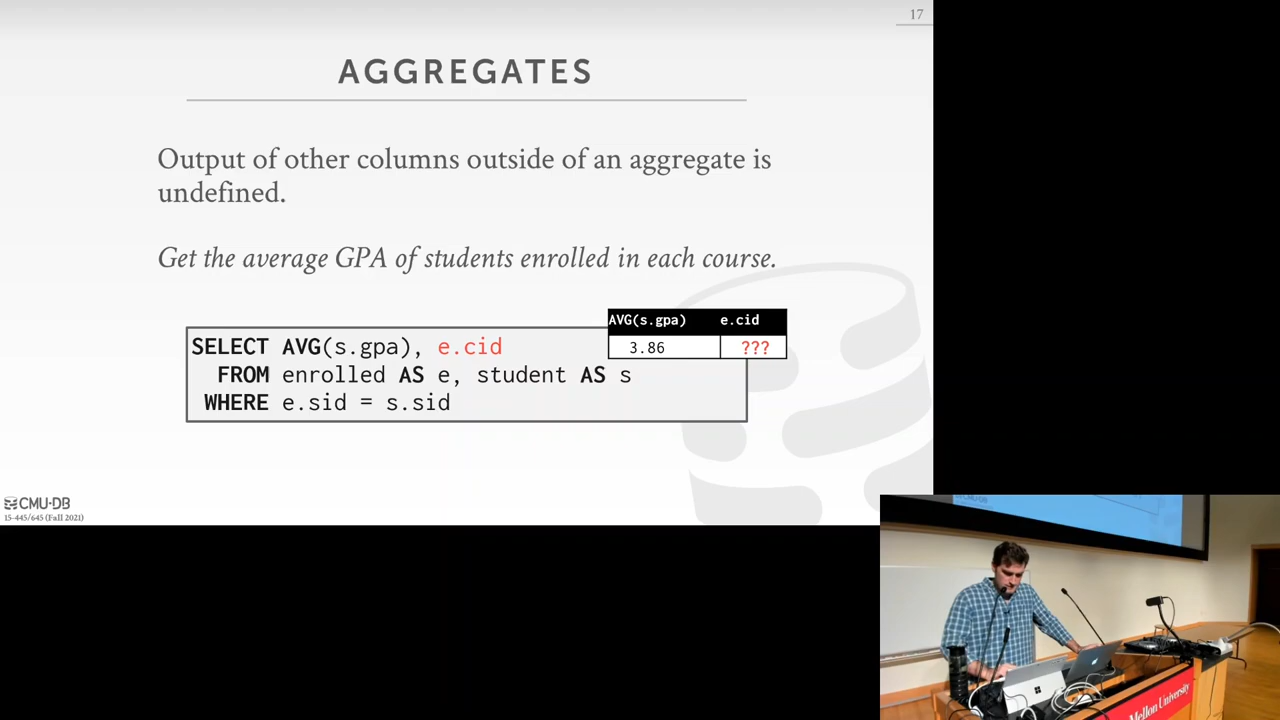 17
AGGREGATES
Output of other columns outside of an aggregate is
undefined.
Get the average GPA of students enrolled in each course.
AVG(s.gpa) e.cid
3.86 ???
SELECT AVG(s.gpa), e.cid
FROM enrolled AS e, student AS s
WHERE e.sid = s.sid
CMU·DB
15-445/645 (Fall 2021)
Mellon University